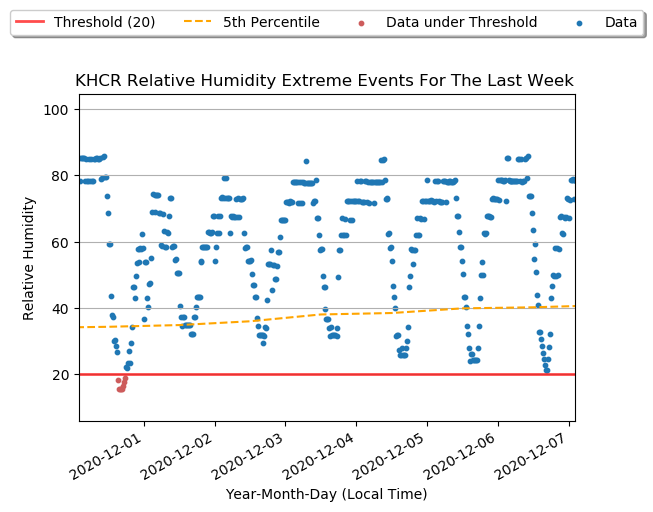 Threshold (20) 5th Percentile Data under Threshold Data
KHCR Relative Humidity Extreme Events For The Last Week
100
80
60
40
20
Relative Humidity
2020-12-01 2020-12-02 2020-12-03 2020-12-04 2020-12-05 2020-12-06 2020-12-07
Year-Month-Day (Local Time)